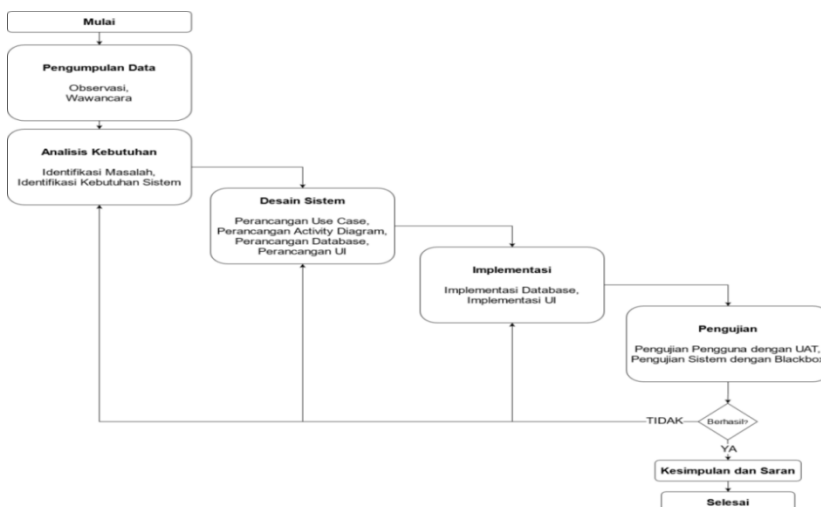 Mulai
Pengumpulan Data
Observasi,
Wawancara
Analisis Kebutuhan
Identifikasi Masalah,
Identifikasi Kebutuhan Sistem
Desain Sistem
Perancangan Use Case,
Perancangan Activity Diagram,
Perancangan Database,
Perancangan UI
Implementasi
Implementasi Database,
Implementasi UI
Pengujian
Pengujian Pengguna dengan UAT,
Pengujian Sistem dengan Blackbox
TIDAK
Berhasil?
YA
Kesimpulan dan Saran
Selesai